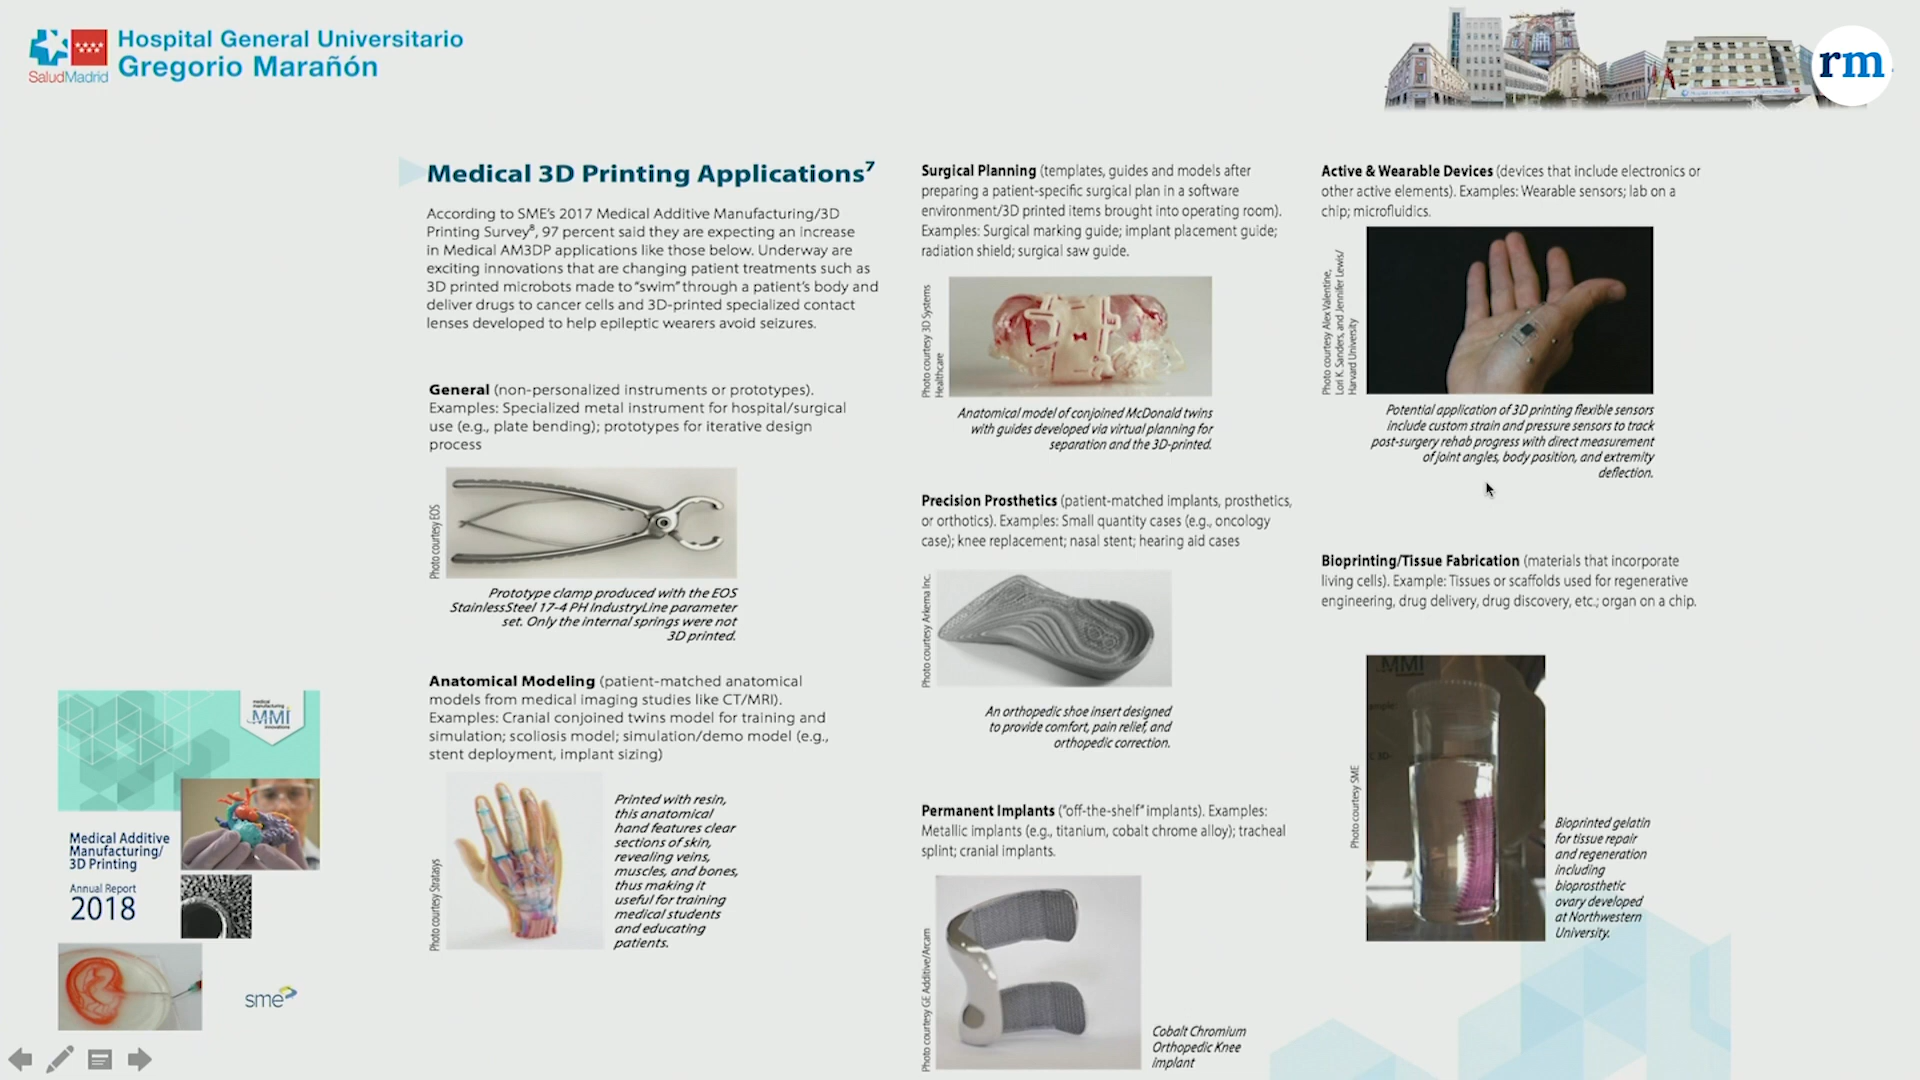 Hospital General Universitario
Gregorio Marañón
SaludMadrid
rm
Medical 3D Printing Applications⁷
According to SME's 2017 Medical Additive Manufacturing/3D
Printing Survey⁸, 97 percent said they are expecting an increase
in Medical AM3DP applications like those below. Underway are
exciting innovations that are changing patient treatments such as
3D printed microbots made to "swim" through a patient's body and
deliver drugs to cancer cells and 3D-printed specialized contact
lenses developed to help epileptic wearers avoid seizures.
General (non-personalized instruments or prototypes).
Examples: Specialized metal instrument for hospital/surgical
use (e.g., plate bending); prototypes for iterative design
process
Photo courtesy EOS
Prototype clamp produced with the EOS
StainlessSteel 17-4 PH IndustryLine parameter
set. Only the internal springs were not
3D printed.
Anatomical Modeling (patient-matched anatomical
models from medical imaging studies like CT/MRI).
Examples: Cranial conjoined twins model for training and
simulation; scoliosis model; simulation/demo model (e.g.,
stent deployment, implant sizing)
Photo courtesy Stratasys
Printed with resin,
this anatomical
hand features clear
sections of skin,
revealing veins,
muscles, and bones,
thus making it
useful for training
medical students
and educating
patients.
Surgical Planning (templates, guides and models after
preparing a patient-specific surgical plan in a software
environment/3D printed items brought into operating room).
Examples: Surgical marking guide; implant placement guide;
radiation shield; surgical saw guide.
Photo courtesy 3D Systems
Healthcare
Anatomical model of conjoined McDonald twins
with guides developed via virtual planning for
separation and the 3D-printed.
Precision Prosthetics (patient-matched implants, prosthetics,
or orthotics). Examples: Small quantity cases (e.g., oncology
case); knee replacement; nasal stent; hearing aid cases
Photo courtesy Arkema Inc.
An orthopedic shoe insert designed
to provide comfort, pain relief, and
orthopedic correction.
Permanent Implants ("off-the-shelf" implants). Examples:
Metallic implants (e.g., titanium, cobalt chrome alloy); tracheal
splint; cranial implants.
Photo courtesy GE Additive/Arcam
Cobalt Chromium
Orthopedic Knee
implant
Active & Wearable Devices (devices that include electronics or
other active elements). Examples: Wearable sensors; lab on a
chip; microfluidics.
Photo courtesy Alex Valentine,
Lori K. Sanders, and Jennifer Lewis/
Harvard University
Potential application of 3D printing flexible sensors
include custom strain and pressure sensors to track
post-surgery rehab progress with direct measurement
of joint angles, body position, and extremity
deflection.
Bioprinting/Tissue Fabrication (materials that incorporate
living cells). Example: Tissues or scaffolds used for regenerative
engineering, drug delivery, drug discovery, etc.; organ on a chip.
MMI
Photo courtesy SME
Bioprinted gelatin
for tissue repair
and regeneration
including
bioprosthetic
ovary developed
at Northwestern
University.
medical
manufacturing
MMI
innovations
Medical Additive
Manufacturing/
3D Printing
Annual Report
2018
sme